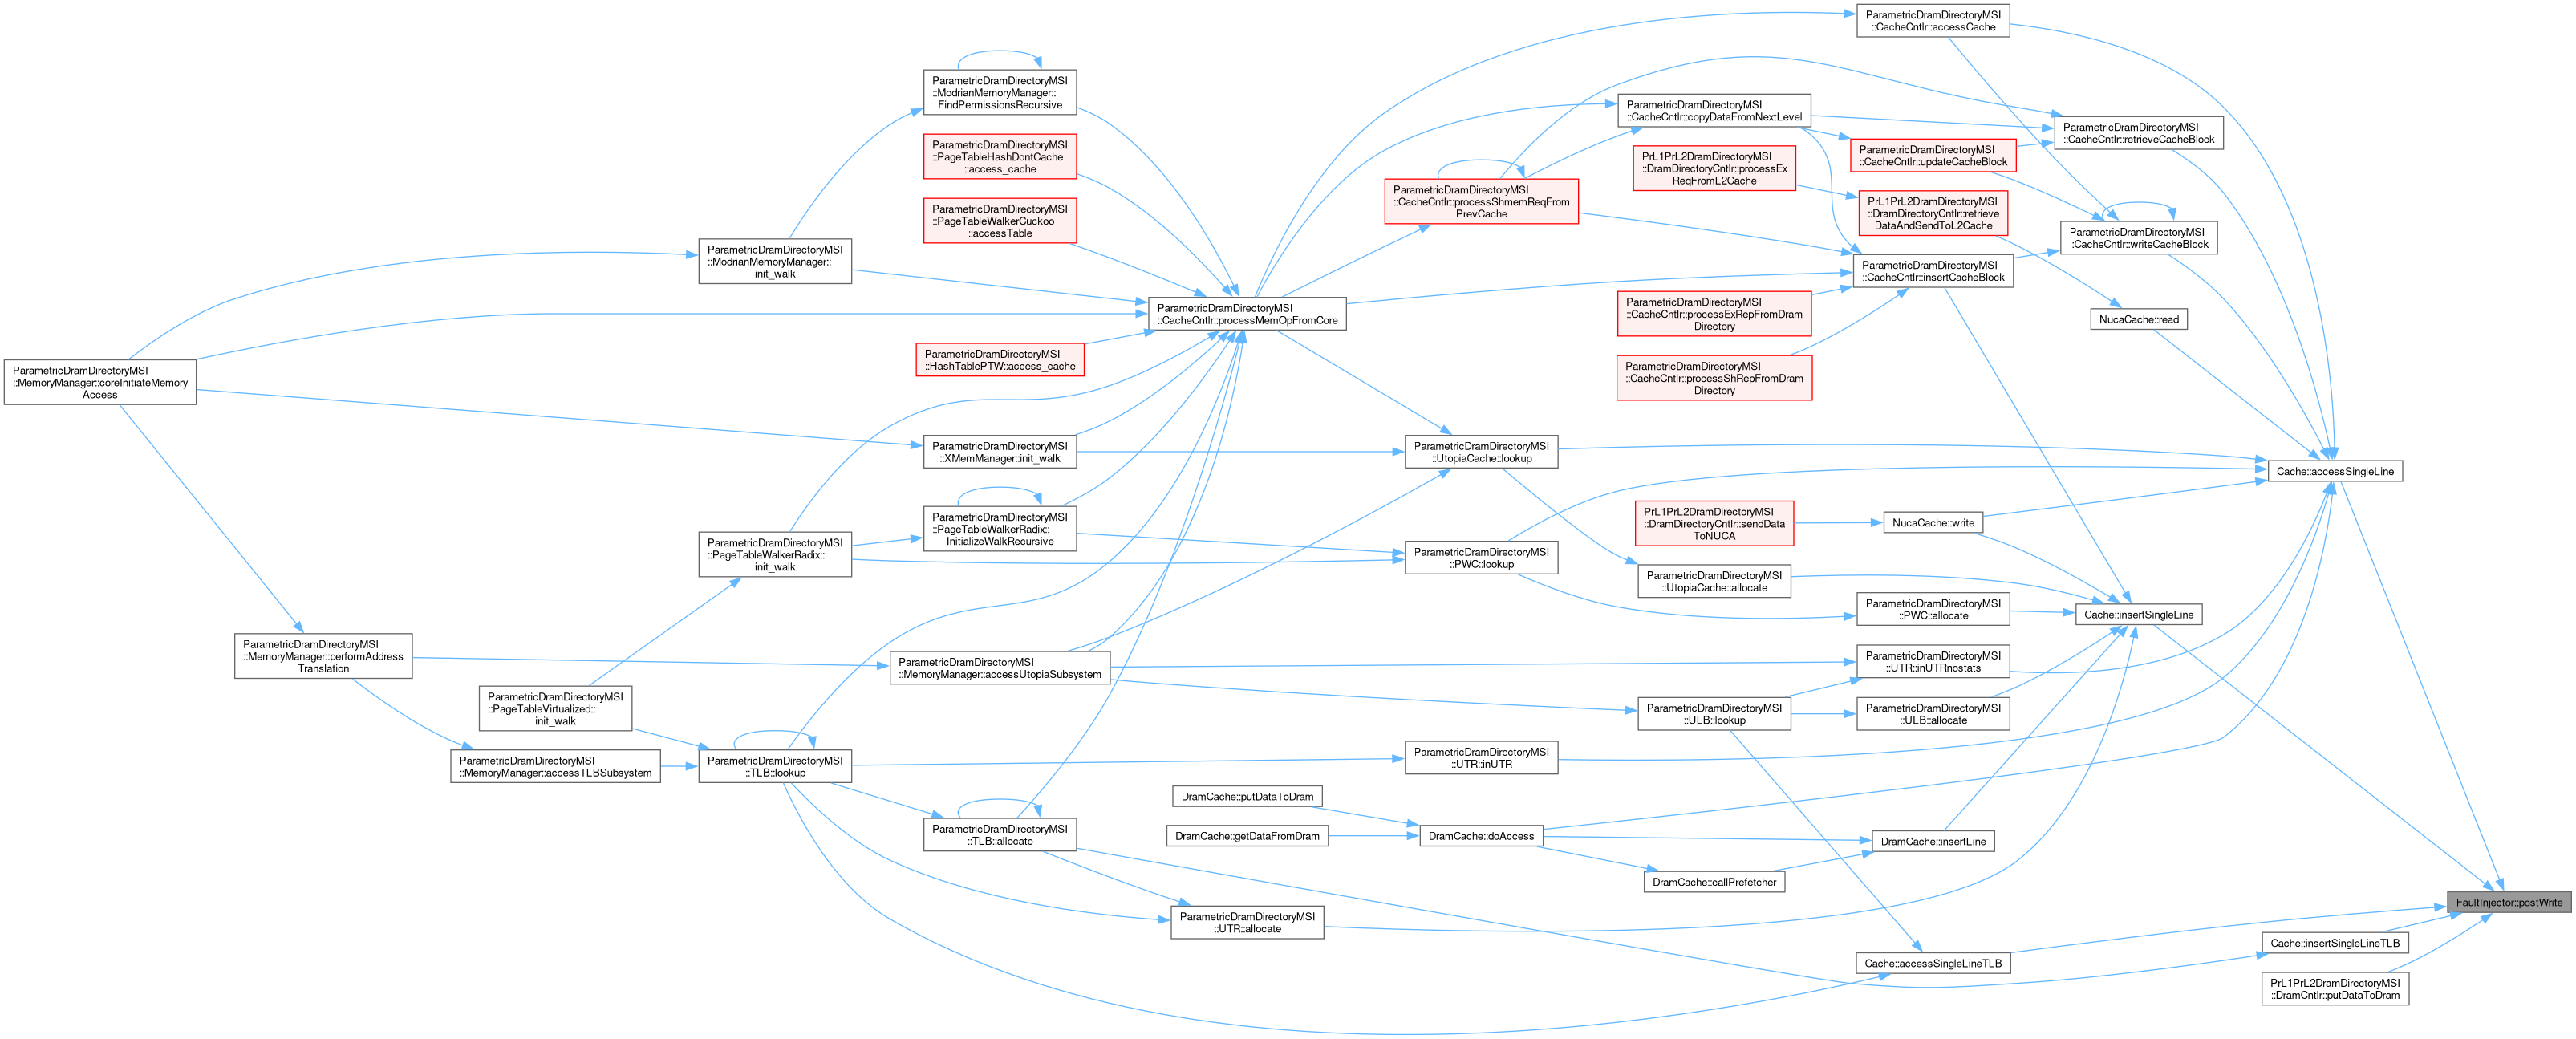 ParametricDramDirectoryMSI
::MemoryManager::coreInitiateMemory
Access
ParametricDramDirectoryMSI
::MemoryManager::performAddress
Translation
ParametricDramDirectoryMSI
::PageTableVirtualized::
init_walk
ParametricDramDirectoryMSI
::MemoryManager::accessTLBSubsystem
ParametricDramDirectoryMSI
::ModrianMemoryManager::
init_walk
ParametricDramDirectoryMSI
::PageTableWalkerRadix::
init_walk
ParametricDramDirectoryMSI
::TLB::lookup
ParametricDramDirectoryMSI
::ModrianMemoryManager::
FindPermissionsRecursive
ParametricDramDirectoryMSI
::PageTableHashDontCache
::access_cache
ParametricDramDirectoryMSI
::PageTableWalkerCuckoo
::accessTable
ParametricDramDirectoryMSI
::HashTablePTW::access_cache
ParametricDramDirectoryMSI
::XMemManager::init_walk
ParametricDramDirectoryMSI
::PageTableWalkerRadix::
InitializeWalkRecursive
ParametricDramDirectoryMSI
::MemoryManager::accessUtopiaSubsystem
ParametricDramDirectoryMSI
::TLB::allocate
ParametricDramDirectoryMSI
::CacheCntlr::processMemOpFromCore
DramCache::putDataToDram
DramCache::getDataFromDram
ParametricDramDirectoryMSI
::UTR::allocate
ParametricDramDirectoryMSI
::CacheCntlr::processShmemReqFrom
PrevCache
ParametricDramDirectoryMSI
::UtopiaCache::lookup
ParametricDramDirectoryMSI
::PWC::lookup
ParametricDramDirectoryMSI
::UTR::inUTR
DramCache::doAccess
ParametricDramDirectoryMSI
::CacheCntlr::copyDataFromNextLevel
PrL1PrL2DramDirectoryMSI
::DramDirectoryCntlr::processEx
ReqFromL2Cache
ParametricDramDirectoryMSI
::CacheCntlr::processExRepFromDram
Directory
ParametricDramDirectoryMSI
::CacheCntlr::processShRepFromDram
Directory
PrL1PrL2DramDirectoryMSI
::DramDirectoryCntlr::sendData
ToNUCA
ParametricDramDirectoryMSI
::UtopiaCache::allocate
ParametricDramDirectoryMSI
::ULB::lookup
DramCache::callPrefetcher
ParametricDramDirectoryMSI
::CacheCntlr::accessCache
ParametricDramDirectoryMSI
::CacheCntlr::updateCacheBlock
PrL1PrL2DramDirectoryMSI
::DramDirectoryCntlr::retrieve
DataAndSendToL2Cache
ParametricDramDirectoryMSI
::CacheCntlr::insertCacheBlock
NucaCache::write
ParametricDramDirectoryMSI
::PWC::allocate
ParametricDramDirectoryMSI
::UTR::inUTRnostats
ParametricDramDirectoryMSI
::ULB::allocate
DramCache::insertLine
Cache::accessSingleLineTLB
ParametricDramDirectoryMSI
::CacheCntlr::retrieveCacheBlock
ParametricDramDirectoryMSI
::CacheCntlr::writeCacheBlock
NucaCache::read
Cache::insertSingleLine
Cache::accessSingleLine
Cache::insertSingleLineTLB
PrL1PrL2DramDirectoryMSI
::DramCntlr::putDataToDram
FaultInjector::postWrite